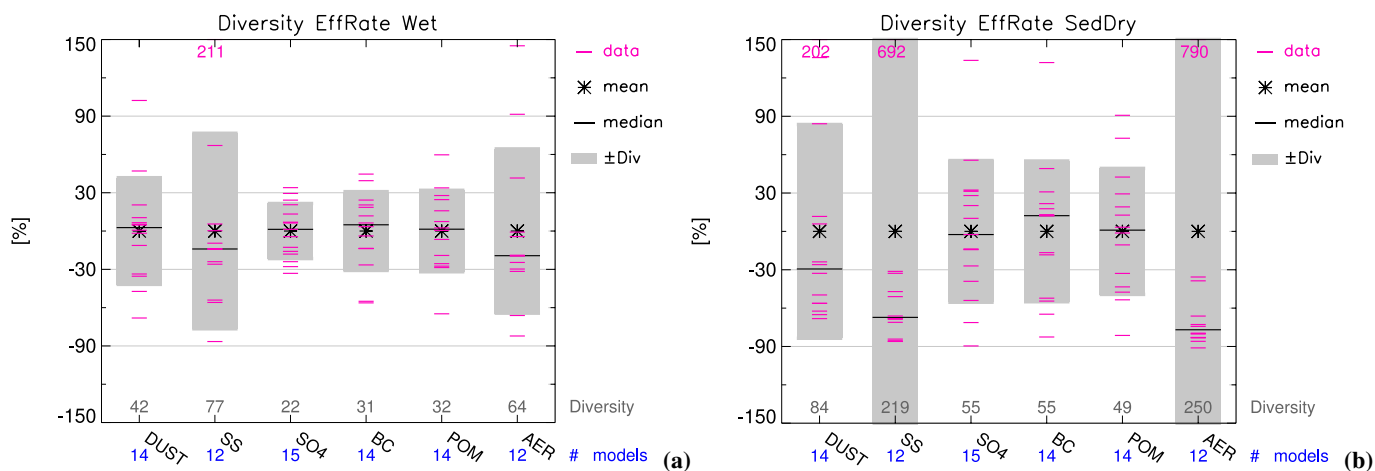 Diversity EffRate Wet
150
90
30
-30
-90
-150
[%]
211
42 77 22 31 32 64 Diversity
DUST SS SO4 BC POM AER
14 12 15 14 14 12 # models
data
mean
median
±Div
(a)
Diversity EffRate SedDry
150
90
30
-30
-90
-150
[%]
202 692 790
84 219 55 55 49 250 Diversity
DUST SS SO4 BC POM AER
14 12 14 14 14 12 # models
data
mean
median
±Div
(b)